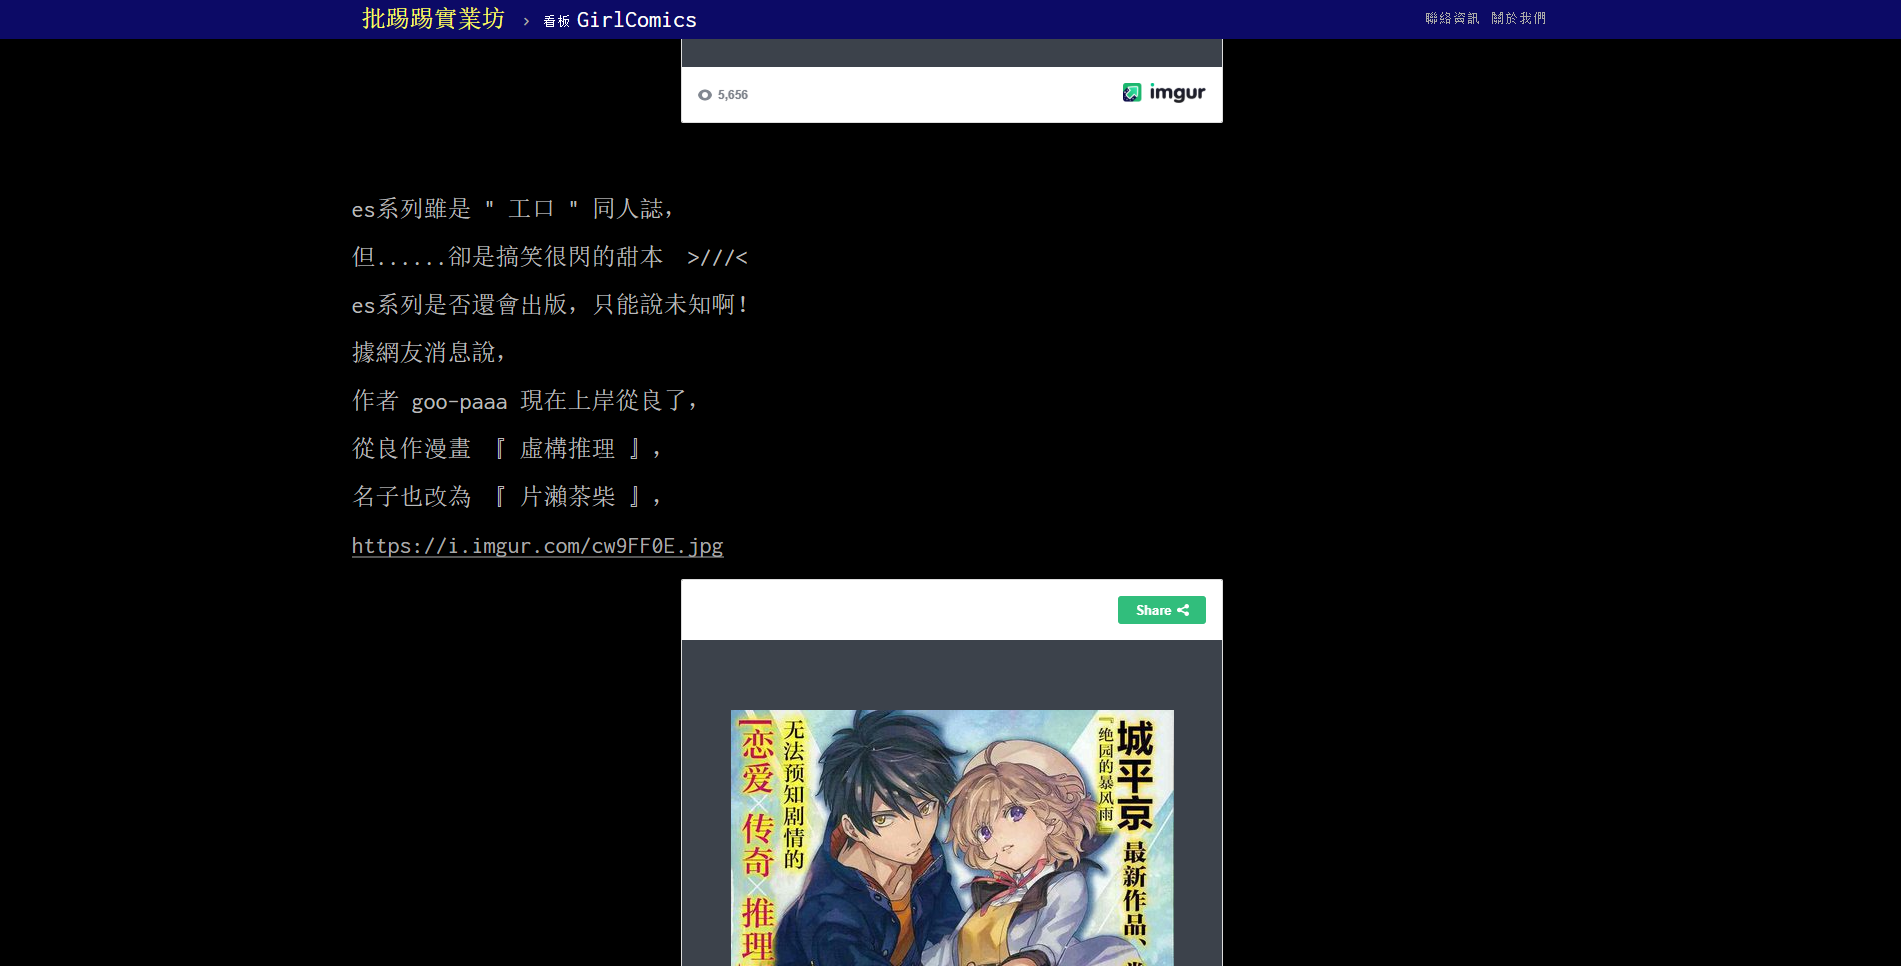 批踢踢實業坊 › 看板 GirlComics 聯絡資訊 關於我們
5,656 imgur
es系列雖是 " 工口 " 同人誌，
但......卻是搞笑很閃的甜本 >///<
es系列是否還會出版，只能說未知啊！
據網友消息說，
作者 goo-paaa 現在上岸從良了，
從良作漫畫 『 虛構推理 』，
名子也改為 『 片瀨茶柴 』，
https://i.imgur.com/cw9FF0E.jpg
Share
城平京
『绝园的暴风雨』
最新作品、
无法预知剧情的
恋爱×传奇×推理